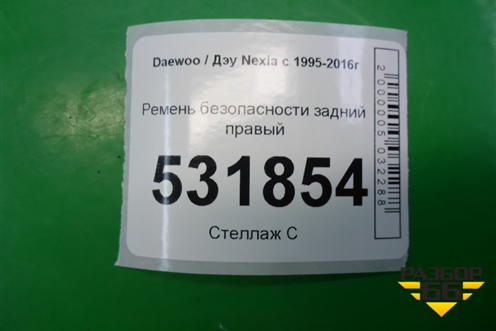 Daewoo / Дэу Nexia с 1995-2016г
Ремень безопасности задний
правый
531854
Стеллаж С
2000005032288
РАЗБОР
66